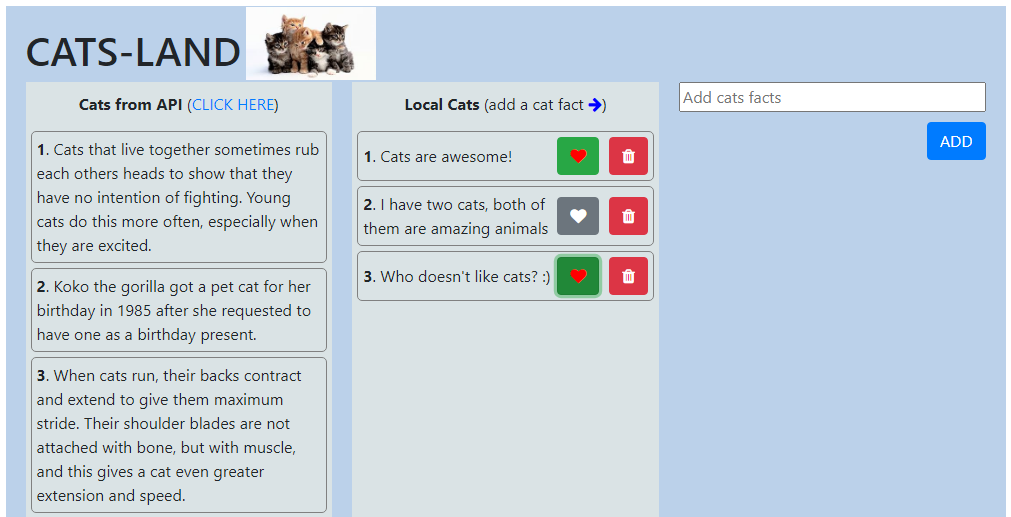 CATS-LAND
Cats from API (CLICK HERE)
1. Cats that live together sometimes rub
each others heads to show that they
have no intention of fighting. Young
cats do this more often, especially when
they are excited.
2. Koko the gorilla got a pet cat for her
birthday in 1985 after she requested to
have one as a birthday present.
3. When cats run, their backs contract
and extend to give them maximum
stride. Their shoulder blades are not
attached with bone, but with muscle,
and this gives a cat even greater
extension and speed.
Local Cats (add a cat fact →)
1. Cats are awesome!
2. I have two cats, both of
them are amazing animals
3. Who doesn't like cats? :)
Add cats facts
ADD